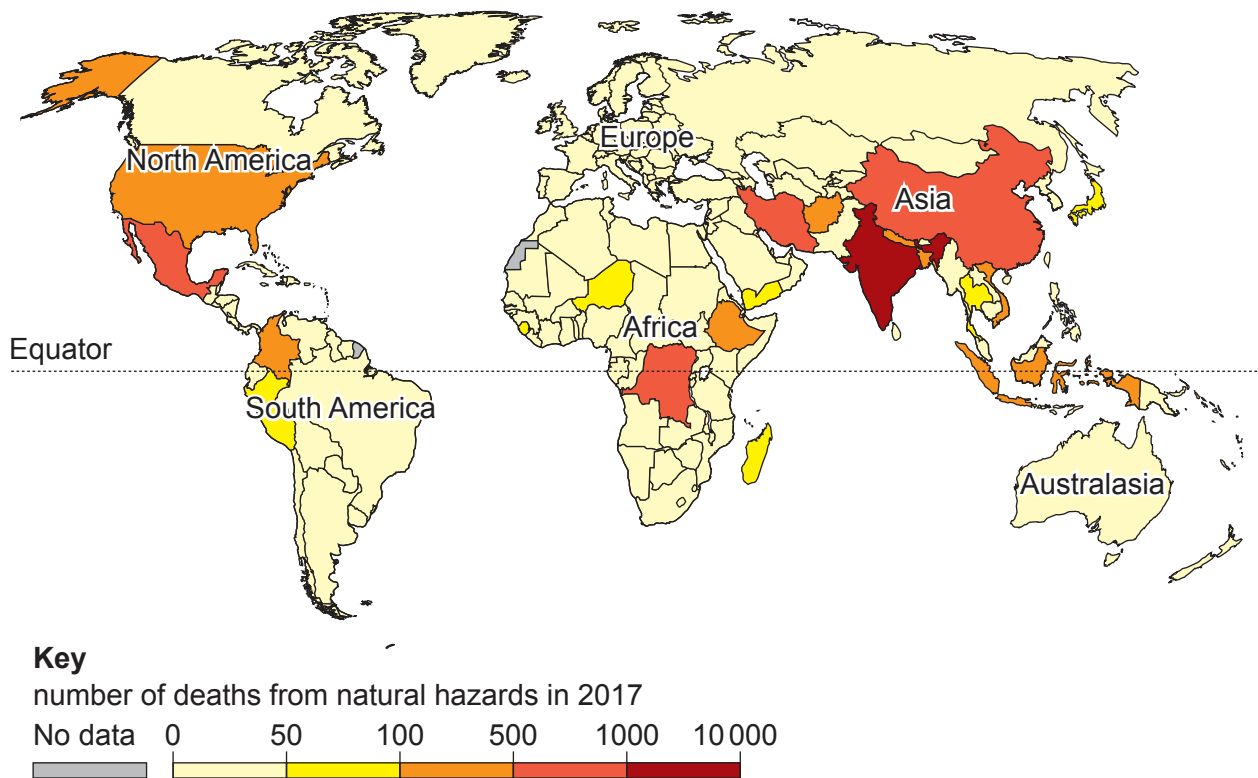 Europe
North America
Asia
Africa
Equator
South America
Australasia
Key
number of deaths from natural hazards in 2017
No data 0 50 100 500 1000 10 000